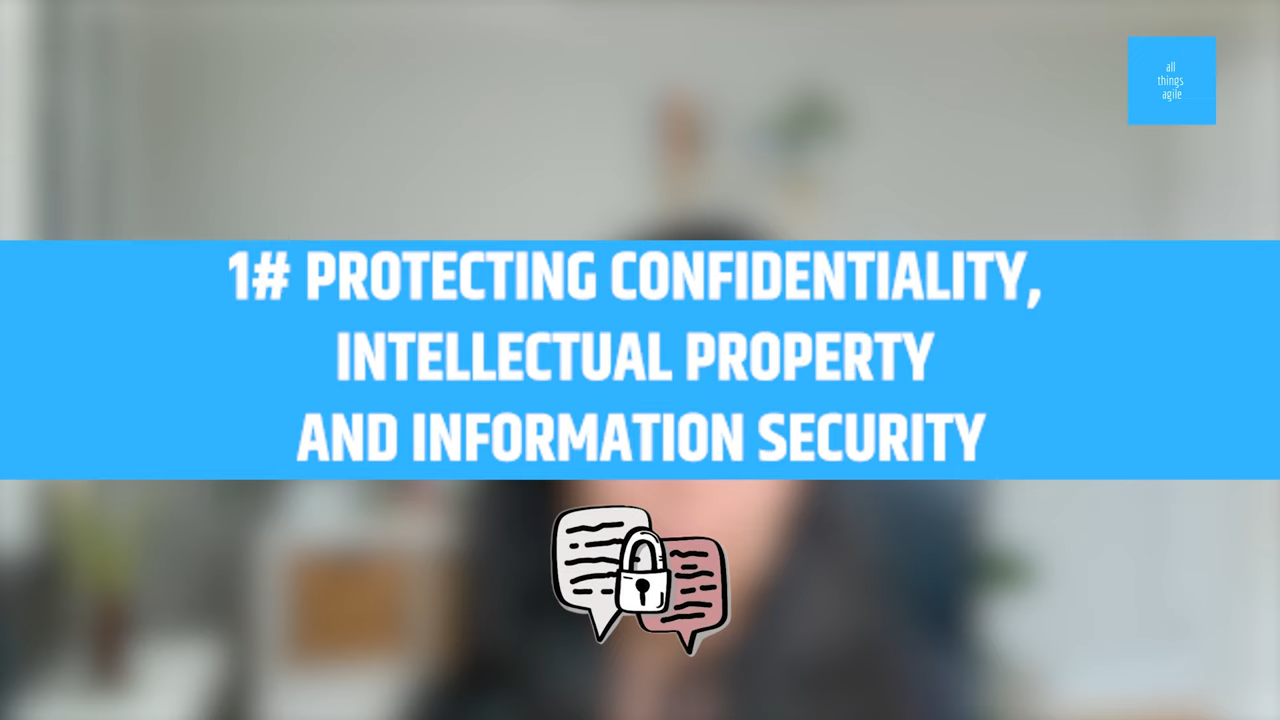 all
things
agile
1# PROTECTING CONFIDENTIALITY,
INTELLECTUAL PROPERTY
AND INFORMATION SECURITY